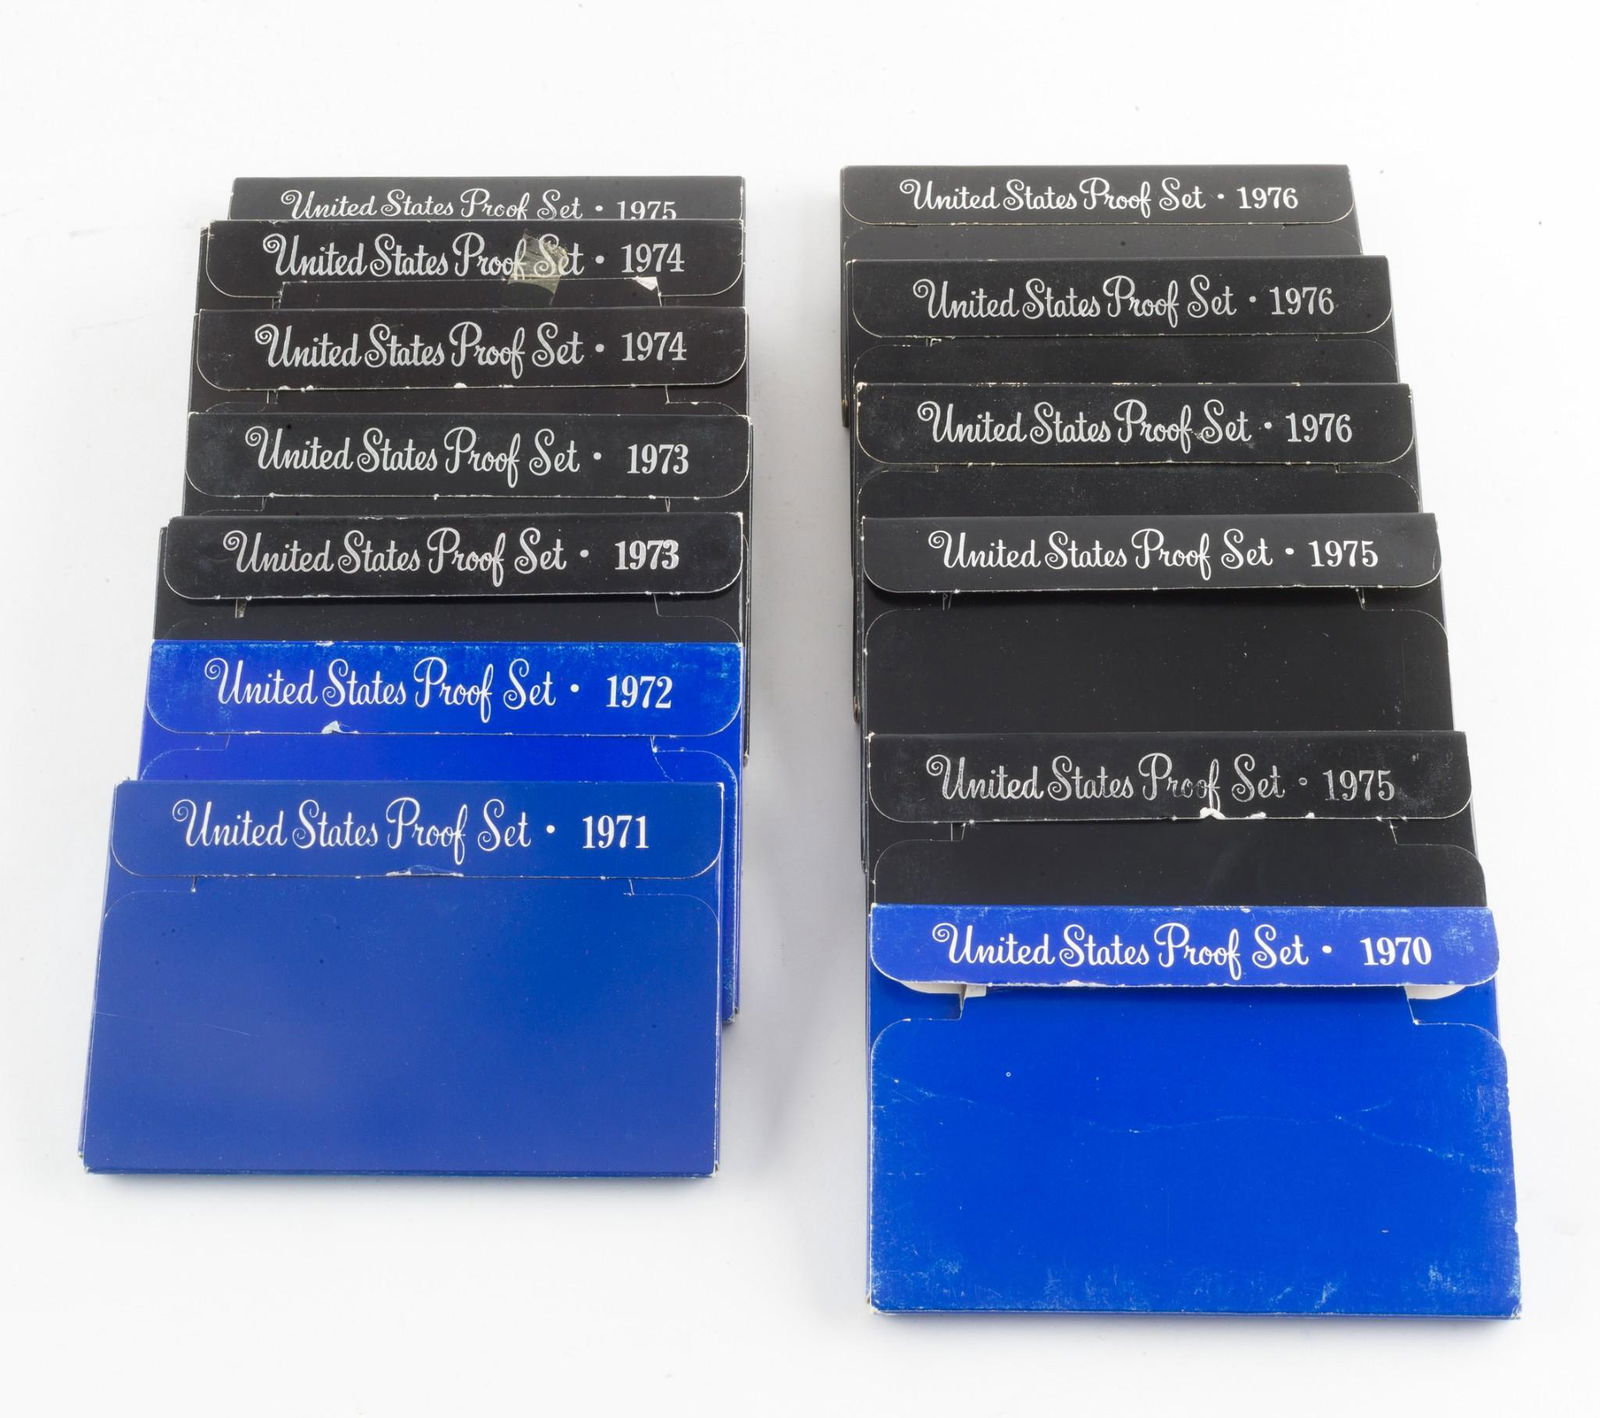 United States Proof Set • 1975
United States Proof Set • 1974
United States Proof Set • 1974
United States Proof Set • 1973
United States Proof Set • 1973
United States Proof Set • 1972
United States Proof Set • 1971
United States Proof Set • 1976
United States Proof Set • 1976
United States Proof Set • 1976
United States Proof Set • 1975
United States Proof Set • 1975
United States Proof Set • 1970